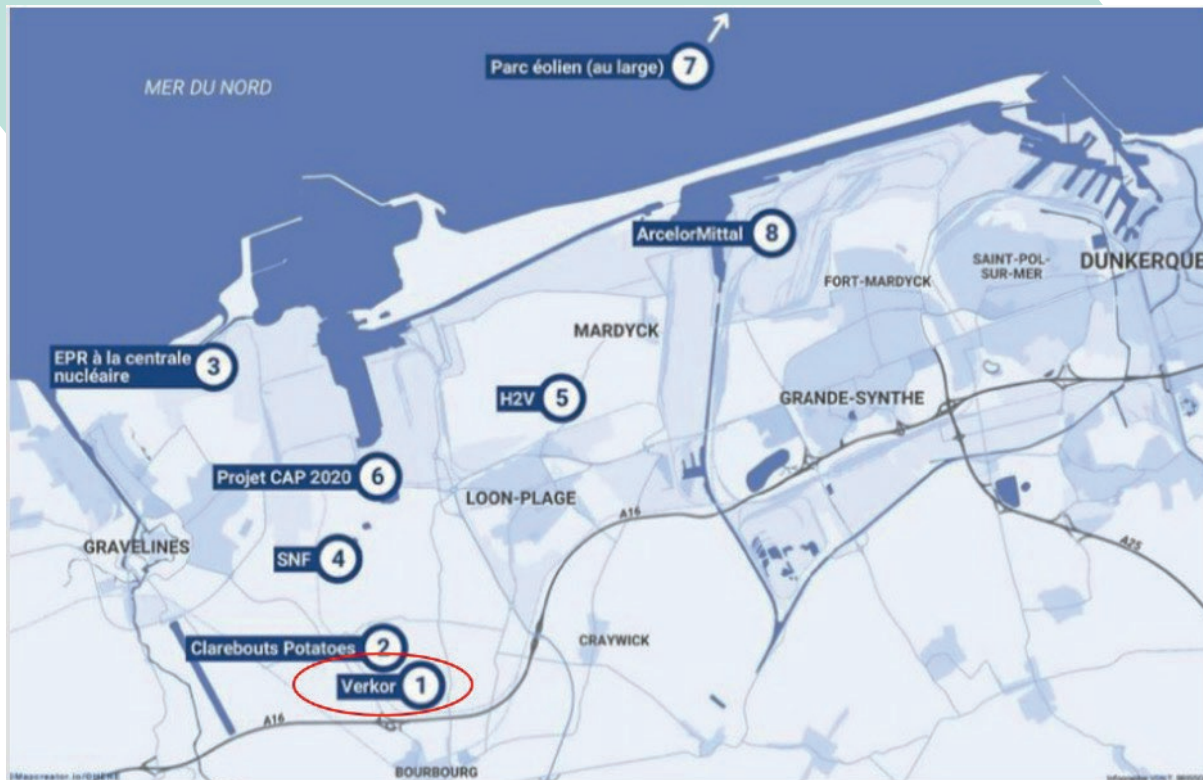 MER DU NORD
Parc éolien (au large) 7
ArcelorMittal 8
SAINT-POL-
SUR-MER
DUNKERQUE
FORT-MARDYCK
MARDYCK
EPR à la centrale
nucléaire 3
H2V 5
GRANDE-SYNTHE
Projet CAP 2020 6
LOON-PLAGE
A16
GRAVELINES
SNF 4
A25
Clarebouts Potatoes 2
CRAYWICK
Verkor 1
A16
BOURBOURG